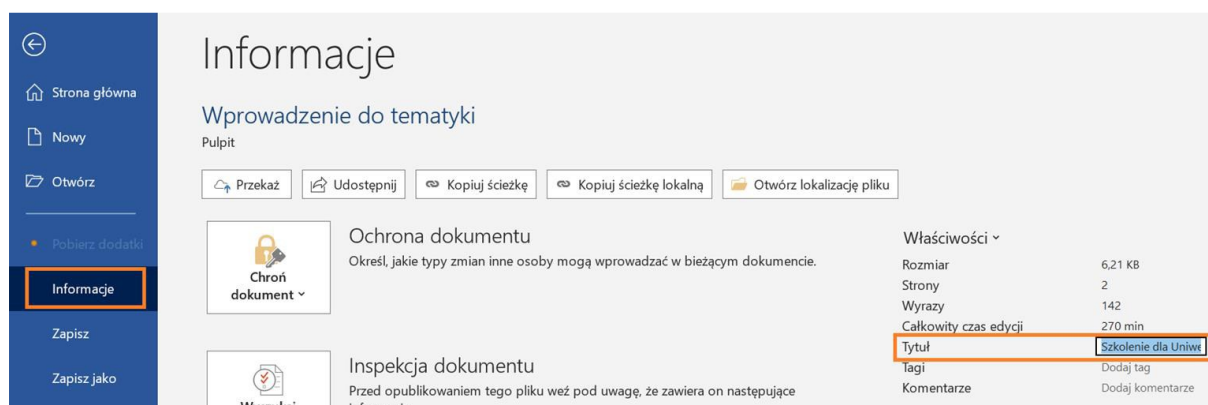 Informacje
Strona główna
Nowy
Otwórz
Pobierz dodatki
Informacje
Zapisz
Zapisz jako
Wprowadzenie do tematyki
Pulpit
Przekaż
Udostępnij
Kopiuj ścieżkę
Kopiuj ścieżkę lokalną
Otwórz lokalizację pliku
Chroń
dokument
Ochrona dokumentu
Określ, jakie typy zmian inne osoby mogą wprowadzać w bieżącym dokumencie.
Inspekcja dokumentu
Przed opublikowaniem tego pliku weź pod uwagę, że zawiera on następujące
Właściwości
Rozmiar 6,21 KB
Strony 2
Wyrazy 142
Całkowity czas edycji 270 min
Tytuł Szkolenie dla Uniwe
Tagi Dodaj tag
Komentarze Dodaj komentarze